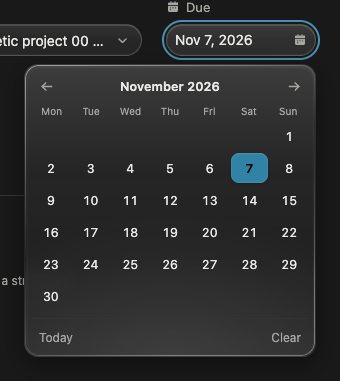 Due
etic project 00 ...
Nov 7, 2026
November 2026
Mon Tue Wed Thu Fri Sat Sun
1
2 3 4 5 6 7 8
9 10 11 12 13 14 15
16 17 18 19 20 21 22
23 24 25 26 27 28 29
30
a str
Today Clear